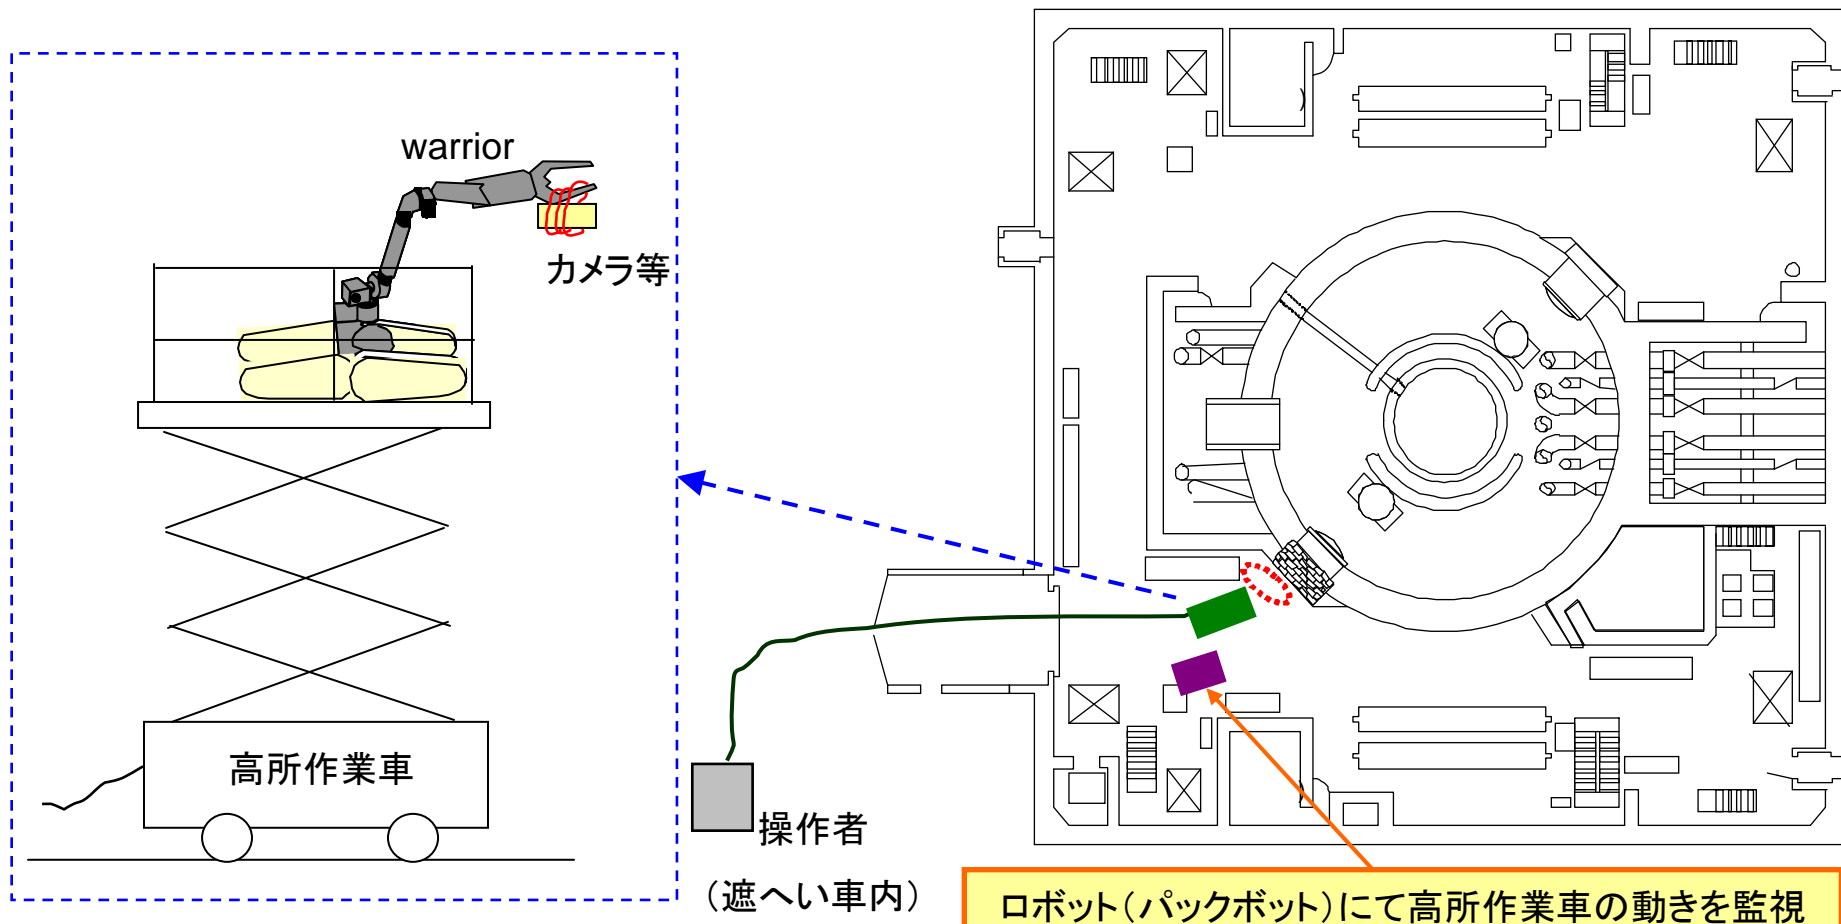 warrior
カメラ等
高所作業車
操作者
(遮へい車内)
ロボット(パックボット)にて高所作業車の動きを監視